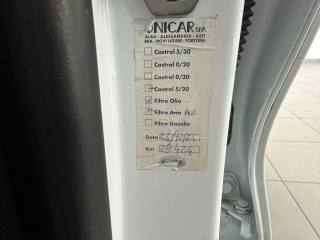 UNICAR SPA
ALBA - ALESSANDRIA - ASTI
BRA - NOVI LIGURE - TORTONA
Castrol 5/30
Castrol 0/20
Castrol 0/30
Castrol 5/20
Filtro Olio
Filtro Aria
Filtro Gasolio
Data
Km 98424